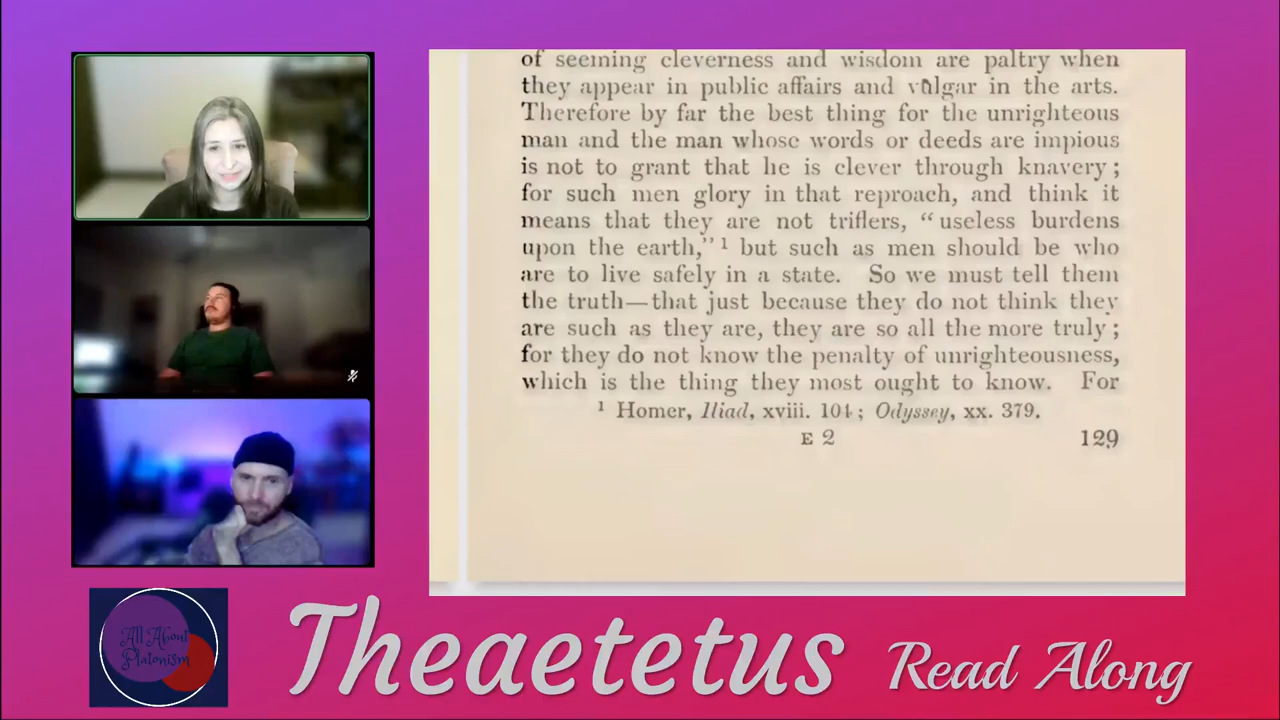 of seeming cleverness and wisdom are paltry when
they appear in public affairs and vulgar in the arts.
Therefore by far the best thing for the unrighteous
man and the man whose words or deeds are impious
is not to grant that he is clever through knavery;
for such men glory in that reproach, and think it
means that they are not triflers, “useless burdens
upon the earth,” ¹ but such as men should be who
are to live safely in a state. So we must tell them
the truth—that just because they do not think they
are such as they are, they are so all the more truly;
for they do not know the penalty of unrighteousness,
which is the thing they most ought to know. For
¹ Homer, Iliad, xviii. 104; Odyssey, xx. 379.
E 2 129
All About
Platonism
Theaetetus Read Along